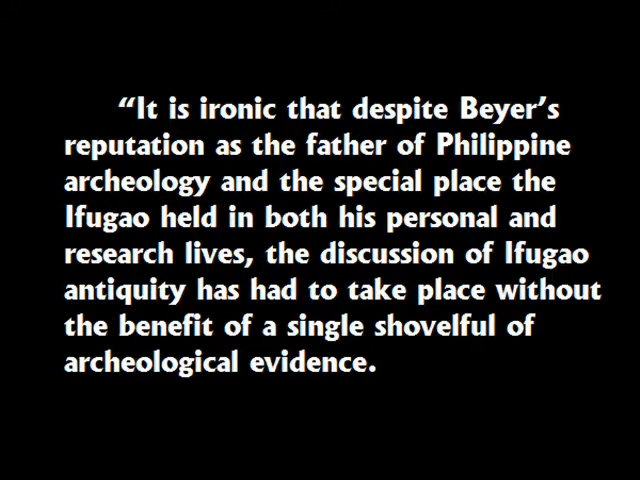 “It is ironic that despite Beyer’s
reputation as the father of Philippine
archeology and the special place the
Ifugao held in both his personal and
research lives, the discussion of Ifugao
antiquity has had to take place without
the benefit of a single shovelful of
archeological evidence.